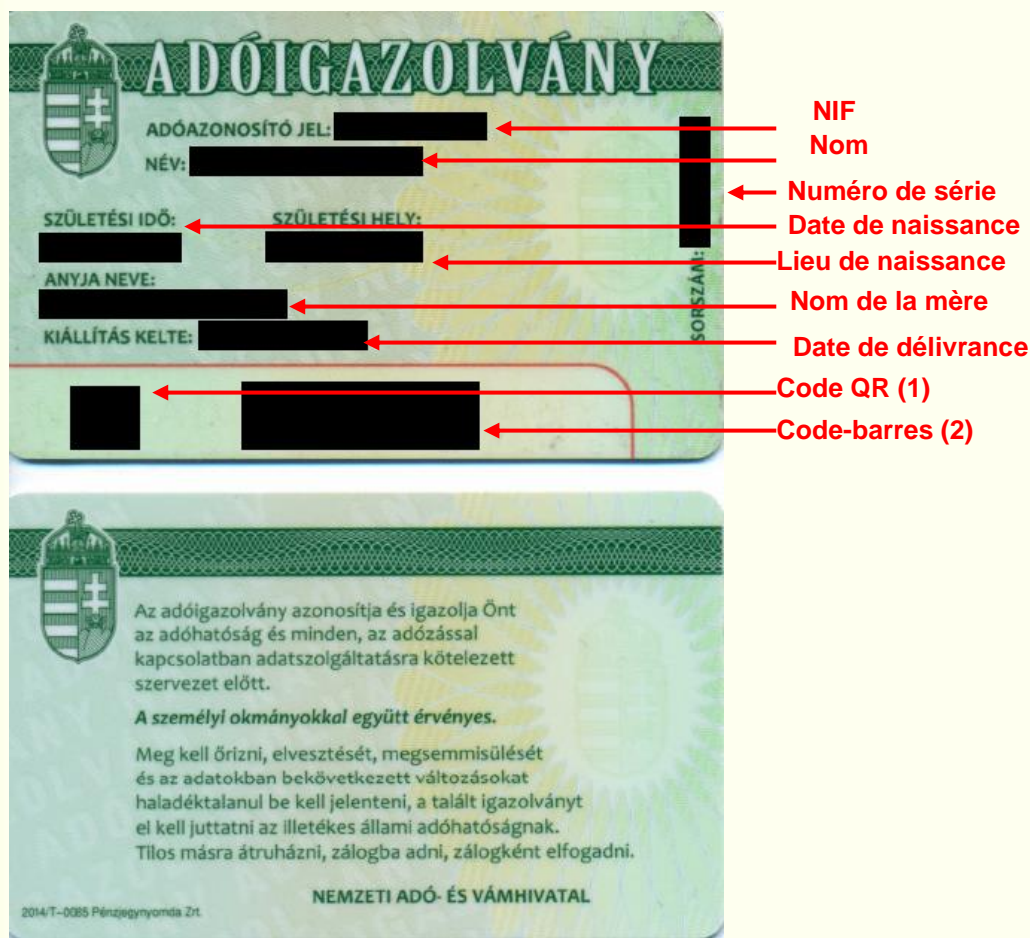 ADÓIGAZOLVÁNY
ADÓAZONOSÍTÓ JEL:
NÉV:
SZÜLETÉSI IDŐ:
SZÜLETÉSI HELY:
ANYJA NEVE:
KIÁLLÍTÁS KELTE:
SORSZÁM:
NIF
Nom
Numéro de série
Date de naissance
Lieu de naissance
Nom de la mère
Date de délivrance
Code QR (1)
Code-barres (2)
Az adóigazolvány azonosítja és igazolja Önt
az adóhatóság és minden, az adózással
kapcsolatban adatszolgáltatásra kötelezett
szervezet előtt.
A személyi okmányokkal együtt érvényes.
Meg kell őrizni, elvesztését, megsemmisülését
és az adatokban bekövetkezett változásokat
haladéktalanul be kell jelenteni, a talált igazolványt
el kell juttatni az illetékes állami adóhatóságnak.
Tilos másra átruházni, zálogba adni, zálogként elfogadni.
NEMZETI ADÓ- ÉS VÁMHIVATAL
2014/T-0085 Pénzjegynyomda Zrt.